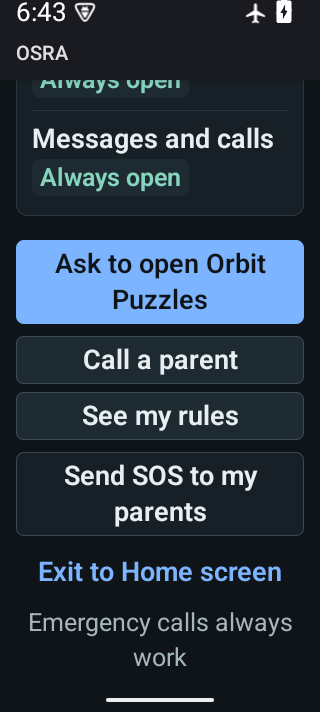 6:43
OSRA
Always open
Messages and calls
Always open
Ask to open Orbit
Puzzles
Call a parent
See my rules
Send SOS to my
parents
Exit to Home screen
Emergency calls always
work